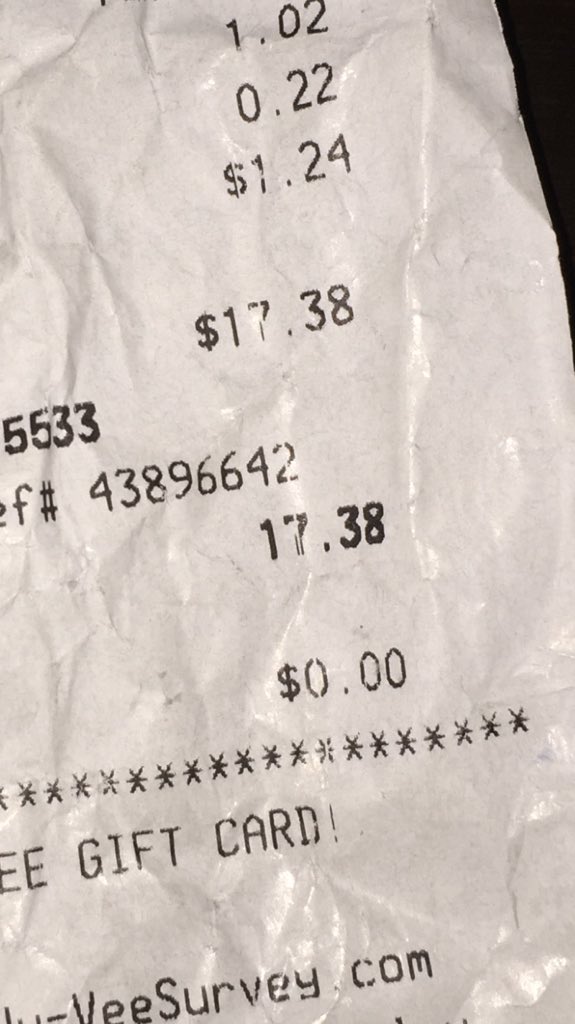 1.02
0.22
$1.24
$17.38
5533
ef# 43896642
17.38
$0.00
********************
EE GIFT CARD!
y-VeeSurvey.com